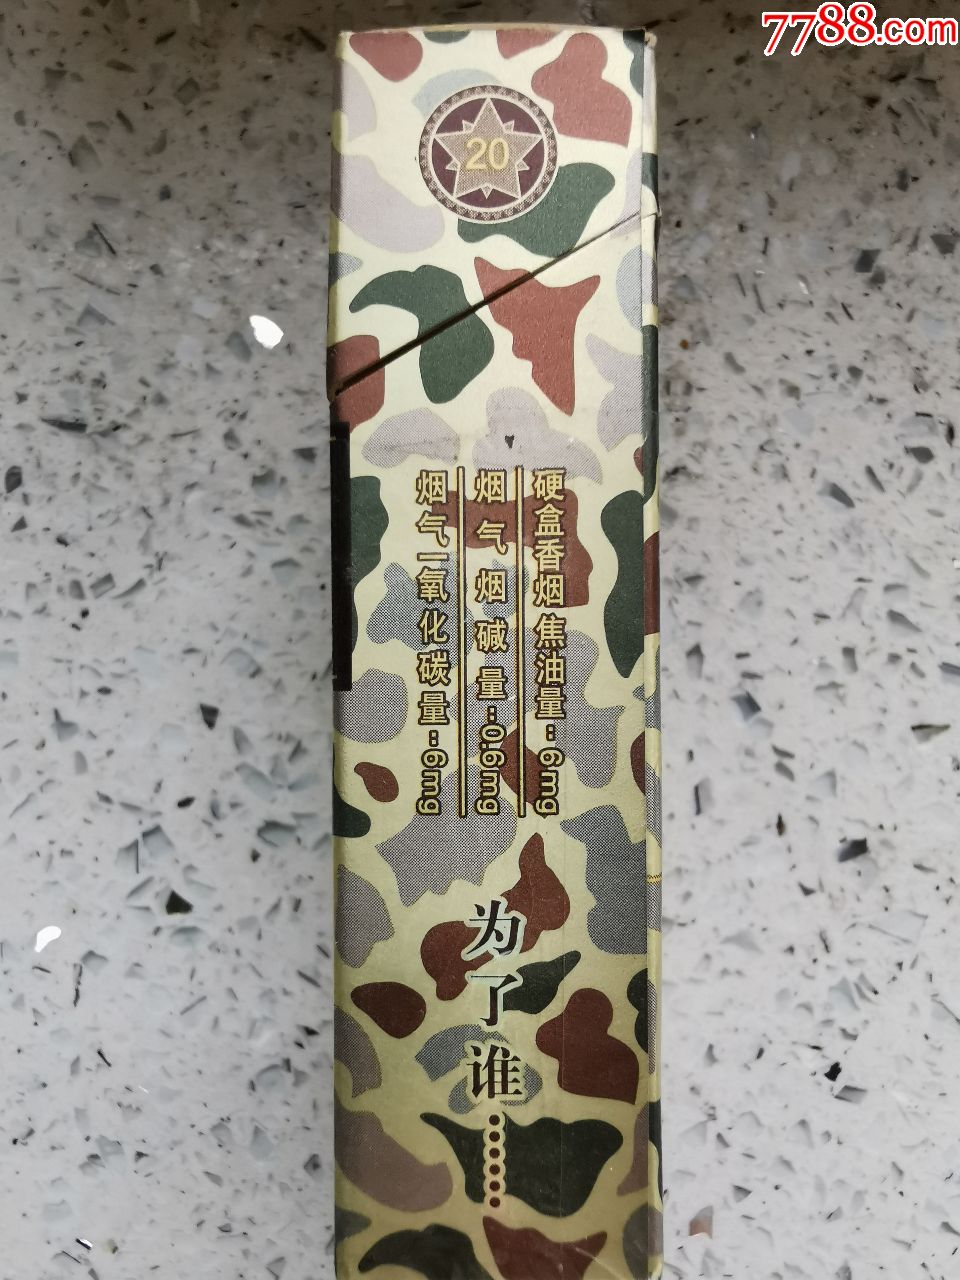 7788.com
20
硬盒香烟焦油量:6mg
烟气烟碱量:0.6mg
烟气一氧化碳量:6mg
为了谁……